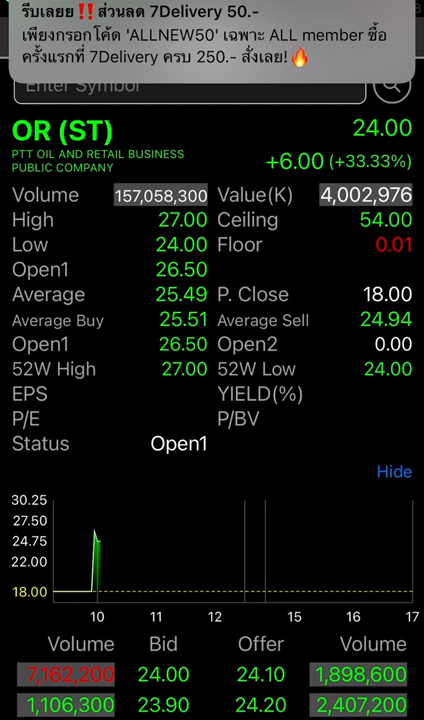 รีบเลยย‼️ส่วนลด 7Delivery 50.-
เพียงกรอกโค้ด 'ALLNEW50' เฉพาะ ALL member ซื้อ
ครั้งแรกที่ 7Delivery ครบ 250.- สั่งเลย!🔥
Enter Symbol
OR (ST) 24.00
PTT OIL AND RETAIL BUSINESS
PUBLIC COMPANY +6.00 (+33.33%)
Volume 157,058,300 Value(K) 4,002,976
High 27.00 Ceiling 54.00
Low 24.00 Floor 0.01
Open1 26.50
Average 25.49 P. Close 18.00
Average Buy 25.51 Average Sell 24.94
Open1 26.50 Open2 0.00
52W High 27.00 52W Low 24.00
EPS YIELD(%)
P/E P/BV
Status Open1
Hide
30.25
27.50
24.75
22.00
18.00
10 11 12 15 16 17
Volume Bid Offer Volume
7,162,200 24.00 24.10 1,898,600
1,106,300 23.90 24.20 2,407,200